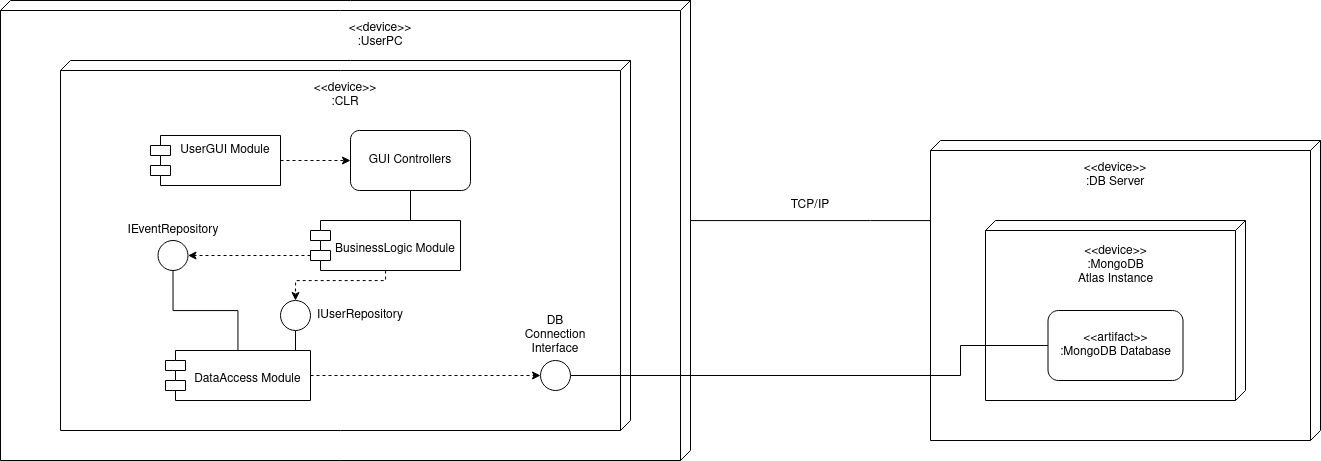 <<device>>
:UserPC
<<device>>
:CLR
UserGUI Module
GUI Controllers
IEventRepository
BusinessLogic Module
IUserRepository
DataAccess Module
DB
Connection
Interface
TCP/IP
<<device>>
:DB Server
<<device>>
:MongoDB
Atlas Instance
<<artifact>>
:MongoDB Database